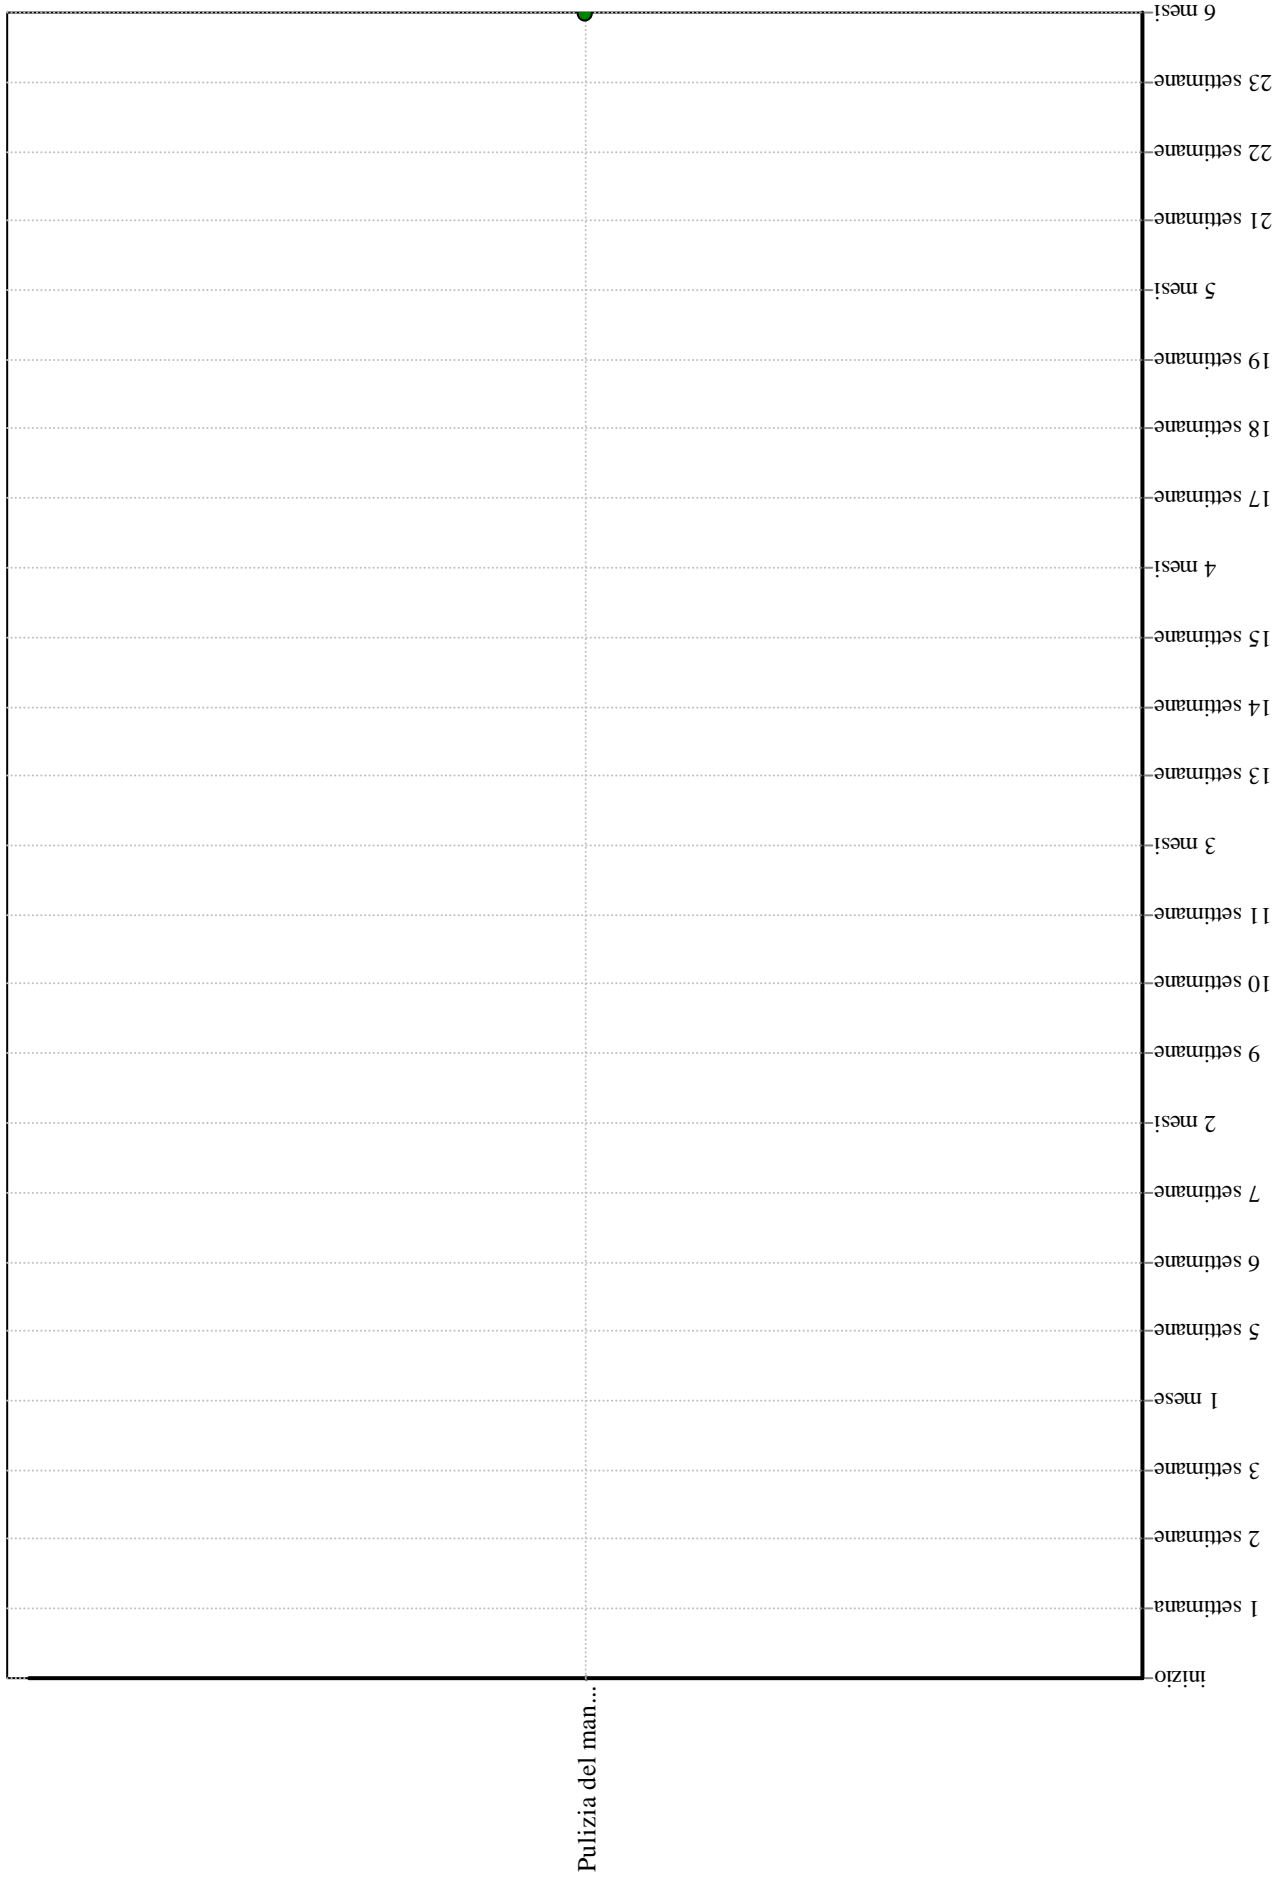 6 mesi
23 settimane
22 settimane
21 settimane
5 mesi
19 settimane
18 settimane
17 settimane
4 mesi
15 settimane
14 settimane
13 settimane
3 mesi
11 settimane
10 settimane
9 settimane
2 mesi
7 settimane
6 settimane
5 settimane
1 mese
3 settimane
2 settimane
1 settimana
inizio
Pulizia del man...